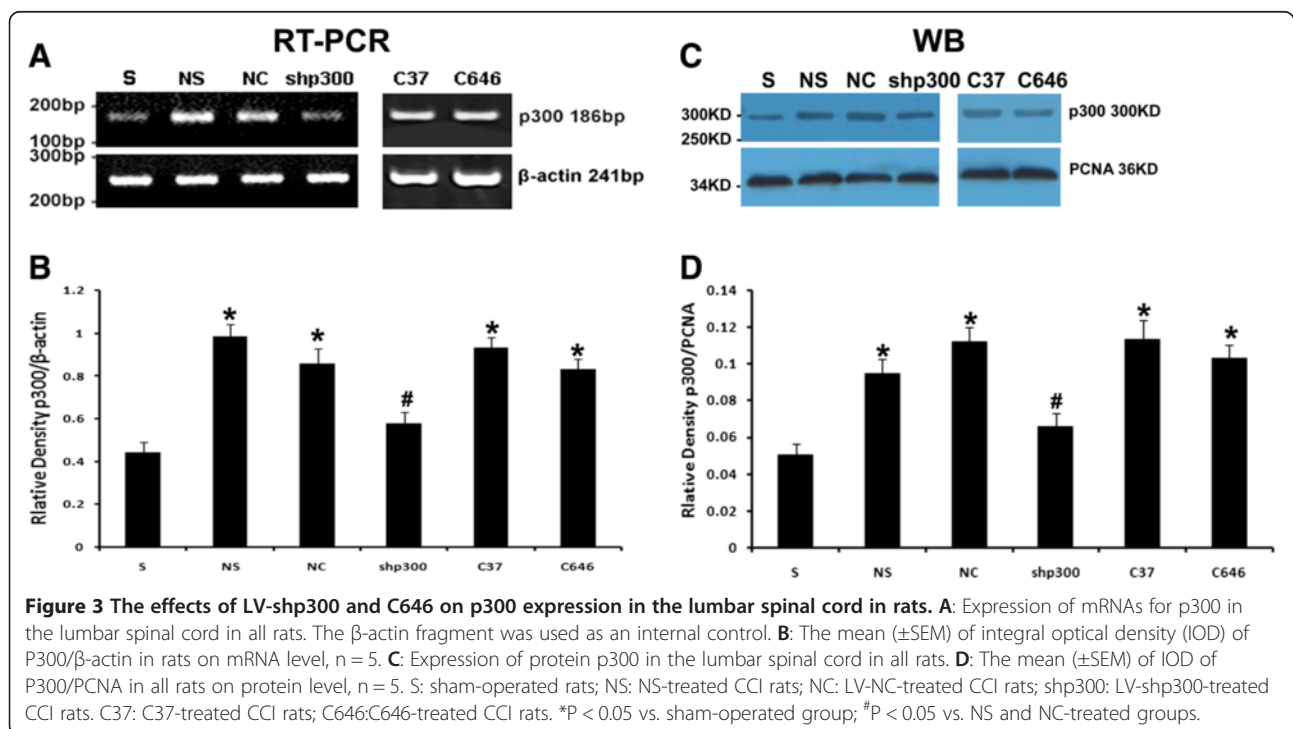 RT-PCR
A
S NS NC shp300 C37 C646
200bp
100bp
p300 186bp
300bp
200bp
β-actin 241bp
WB
C
S NS NC shp300 C37 C646
300KD
250KD
p300 300KD
34KD
PCNA 36KD
B
Rlative Density p300/β-actin
1.2
1
0.8
0.6
0.4
0.2
0
* * # * *
S NS NC shp300 C37 C646
D
Rlative Density p300/PCNA
0.14
0.12
0.10
0.08
0.06
0.04
0.02
0
* * # * *
S NS NC shp300 C37 C646
Figure 3 The effects of LV-shp300 and C646 on p300 expression in the lumbar spinal cord in rats. A: Expression of mRNAs for p300 in
the lumbar spinal cord in all rats. The β-actin fragment was used as an internal control. B: The mean (±SEM) of integral optical density (IOD) of
P300/β-actin in rats on mRNA level, n = 5. C: Expression of protein p300 in the lumbar spinal cord in all rats. D: The mean (±SEM) of IOD of
P300/PCNA in all rats on protein level, n = 5. S: sham-operated rats; NS: NS-treated CCI rats; NC: LV-NC-treated CCI rats; shp300: LV-shp300-treated
CCI rats. C37: C37-treated CCI rats; C646:C646-treated CCI rats. *P < 0.05 vs. sham-operated group; #P < 0.05 vs. NS and NC-treated groups.